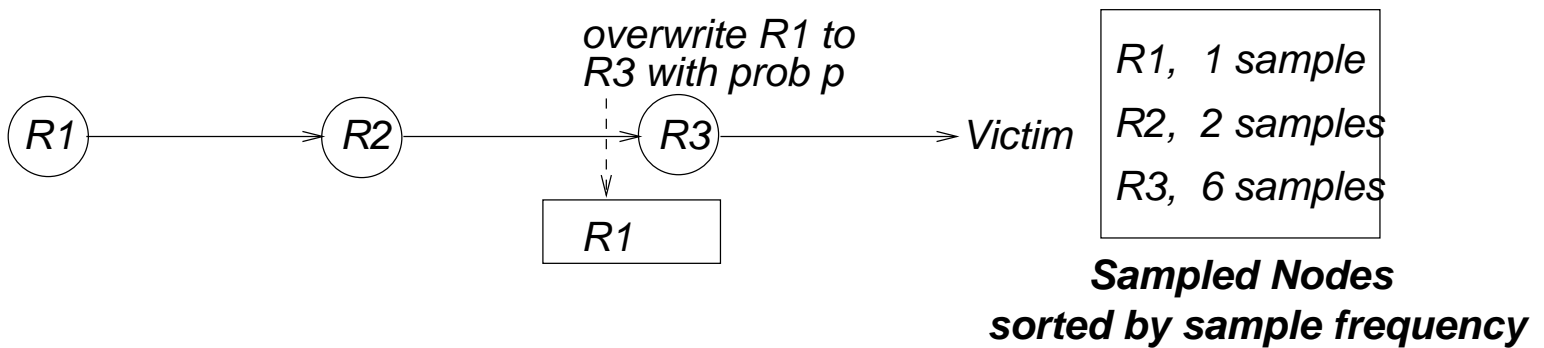 overwrite R1 to
R3 with prob p
R1
R2
R3
Victim
R1
R1, 1 sample
R2, 2 samples
R3, 6 samples
Sampled Nodes
sorted by sample frequency